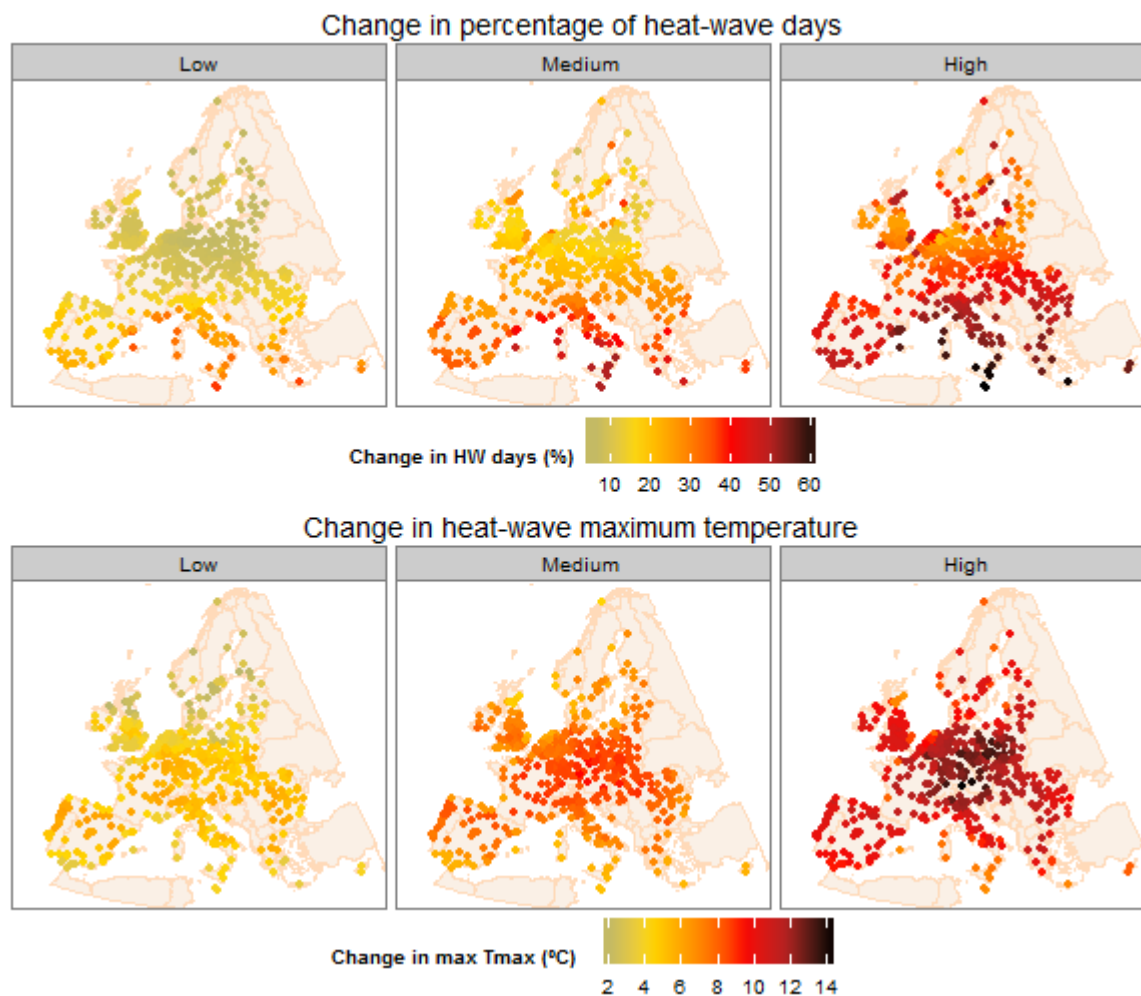 Change in percentage of heat-wave days
Low Medium High
Change in HW days (%)
10 20 30 40 50 60
Change in heat-wave maximum temperature
Low Medium High
Change in max Tmax (ºC)
2 4 6 8 10 12 14